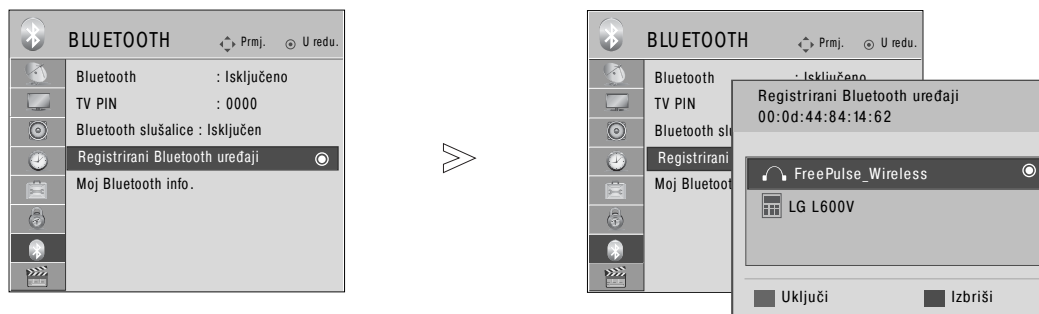 BLUETOOTH Prmj. U redu.
Bluetooth : Isključeno
TV PIN : 0000
Bluetooth slušalice : Isključen
Registrirani Bluetooth uređaji
Moj Bluetooth info.
BLUETOOTH Prmj. U redu.
Bluetooth : Isključeno
TV PIN
Bluetooth slu
Registrirani
Moj Bluetoot
Registrirani Bluetooth uređaji
00:0d:44:84:14:62
FreePulse_Wireless
LG L600V
Uključi Izbriši